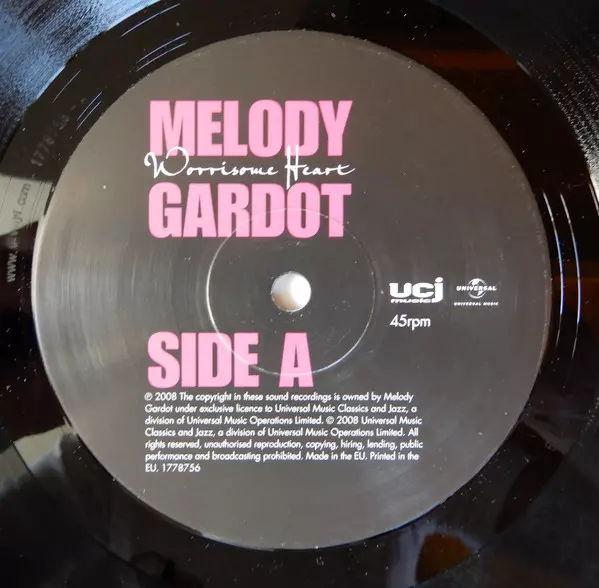 MELODY
Worrisome Heart
GARDOT
ucj
music
UNIVERSAL
UNIVERSAL MUSIC
45rpm
SIDE A
℗ 2008 The copyright in these sound recordings is owned by Melody
Gardot under exclusive licence to Universal Music Classics and Jazz, a
division of Universal Music Operations Limited. © 2008 Universal Music
Classics and Jazz, a division of Universal Music Operations Limited. All
rights reserved, unauthorised reproduction, copying, hiring, lending, public
performance and broadcasting prohibited. Made in the EU. Printed in the
EU. 1778756